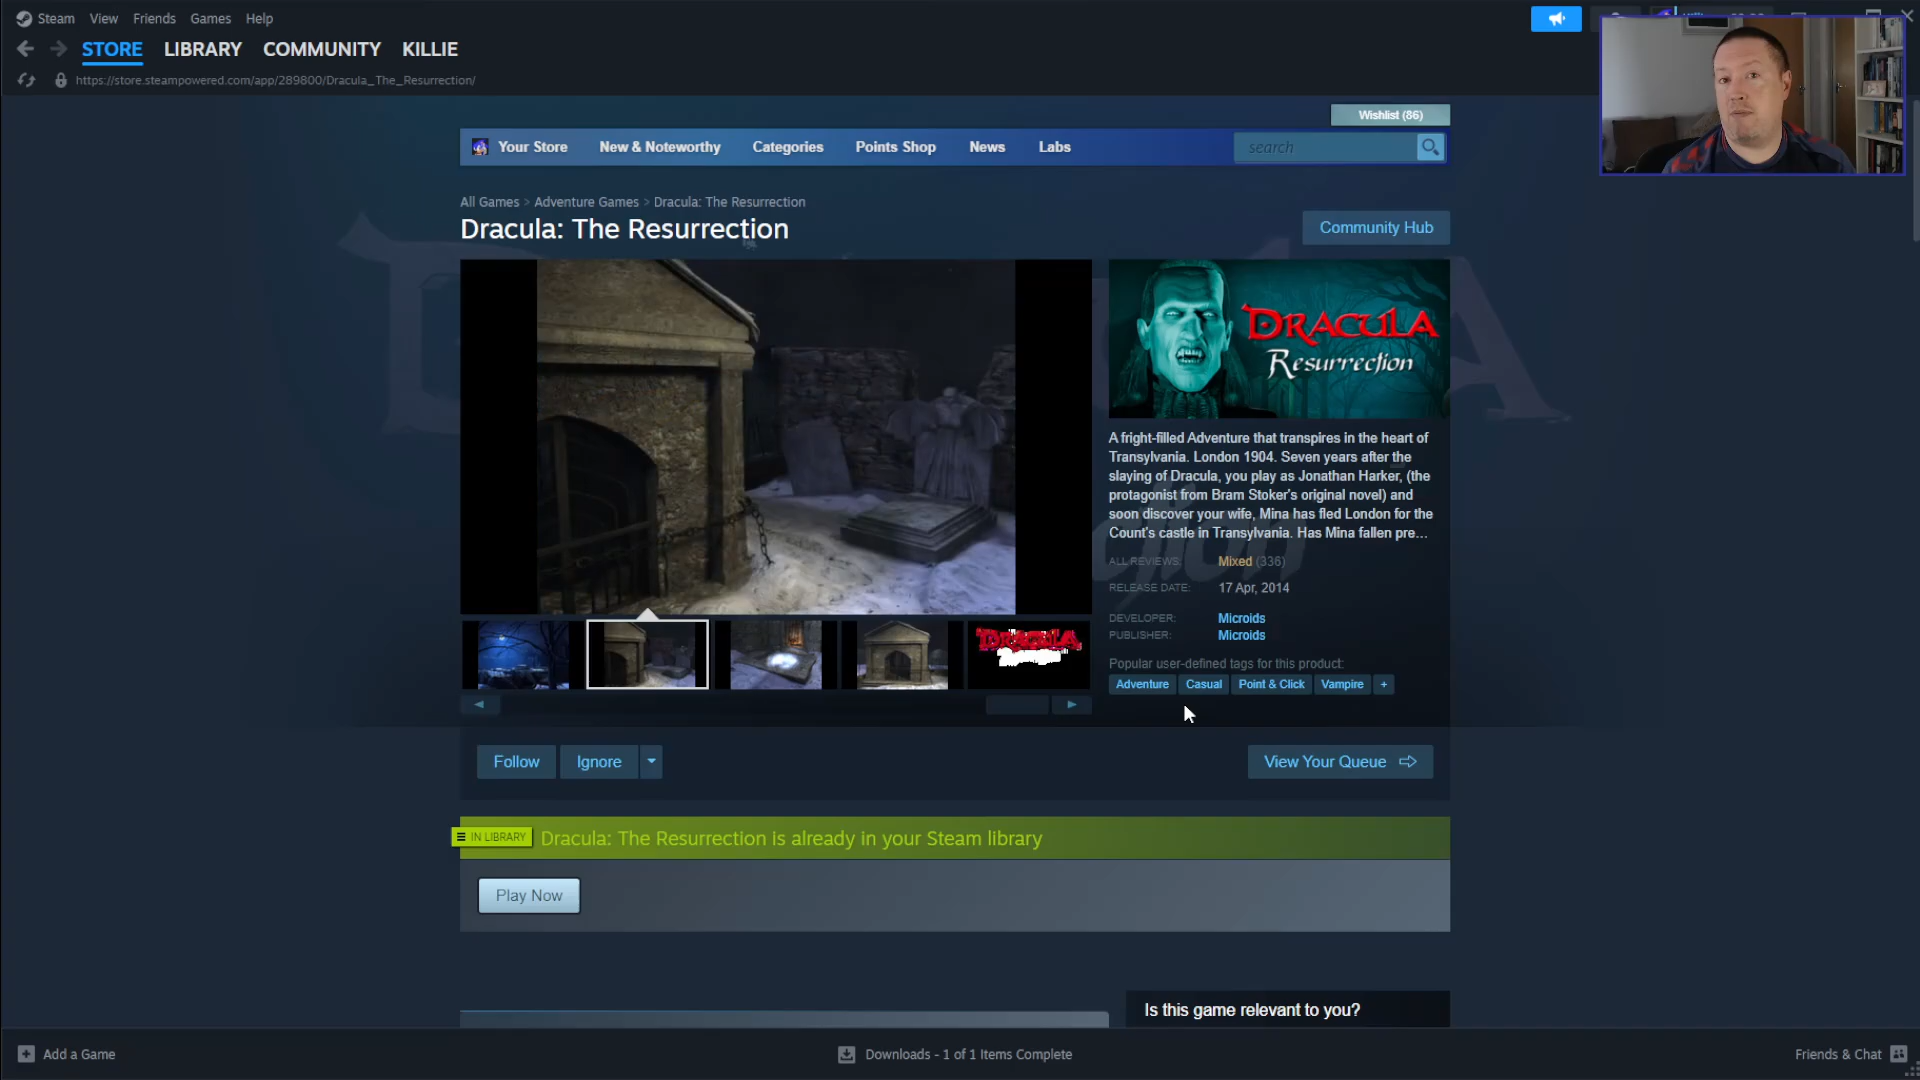 Steam View Friends Games Help
STORE LIBRARY COMMUNITY KILLIE
https://store.steampowered.com/app/289800/Dracula_The_Resurrection/
Wishlist (86)
Your Store New & Noteworthy Categories Points Shop News Labs search
All Games > Adventure Games > Dracula: The Resurrection
Dracula: The Resurrection
Community Hub
DRACULA
Resurrection
A fright-filled Adventure that transpires in the heart of
Transylvania. London 1904. Seven years after the
slaying of Dracula, you play as Jonathan Harker, (the
protagonist from Bram Stoker's original novel) and
soon discover your wife, Mina has fled London for the
Count's castle in Transylvania. Has Mina fallen pre...
ALL REVIEWS: Mixed (336)
RELEASE DATE: 17 Apr, 2014
DEVELOPER: Microids
PUBLISHER: Microids
Popular user-defined tags for this product:
Adventure Casual Point & Click Vampire +
Follow Ignore View Your Queue
IN LIBRARY Dracula: The Resurrection is already in your Steam library
Play Now
Is this game relevant to you?
Add a Game Downloads - 1 of 1 Items Complete Friends & Chat